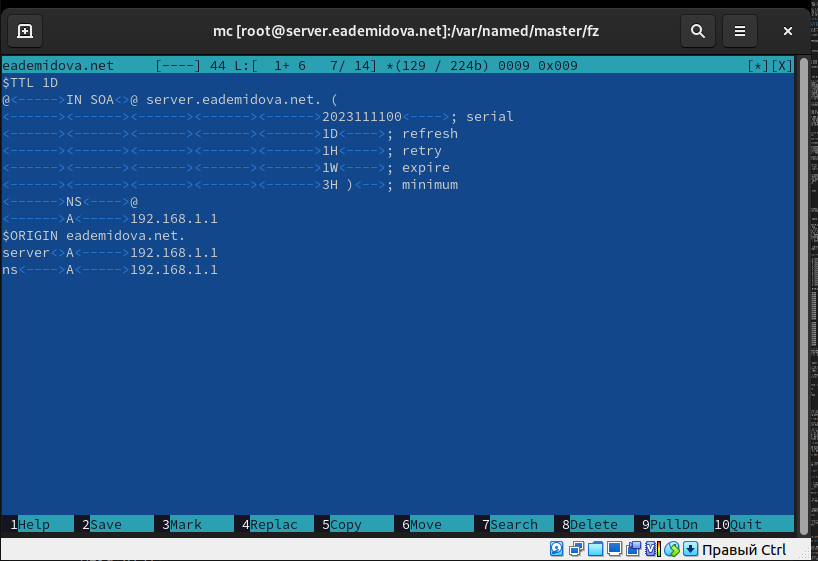 mc [root@server.eademidova.net]:/var/named/master/fz
eademidova.net [----] 44 L:[ 1+ 6 7/ 14] *(129 / 224b) 0009 0x009 [*][X]
$TTL 1D
@<----->IN SOA<>@ server.eademidova.net. (
<------><------><------><------><------>2023111100<---->; serial
<------><------><------><------><------>1D<---->; refresh
<------><------><------><------><------>1H<---->; retry
<------><------><------><------><------>1W<---->; expire
<------><------><------><------><------>3H )<-->; minimum
<------>NS<---->@
<------>A<----->192.168.1.1
$ORIGIN eademidova.net.
server<>A<----->192.168.1.1
ns<---->A<----->192.168.1.1
1Help 2Save 3Mark 4Replac 5Copy 6Move 7Search 8Delete 9PullDn 10Quit
Правый Ctrl